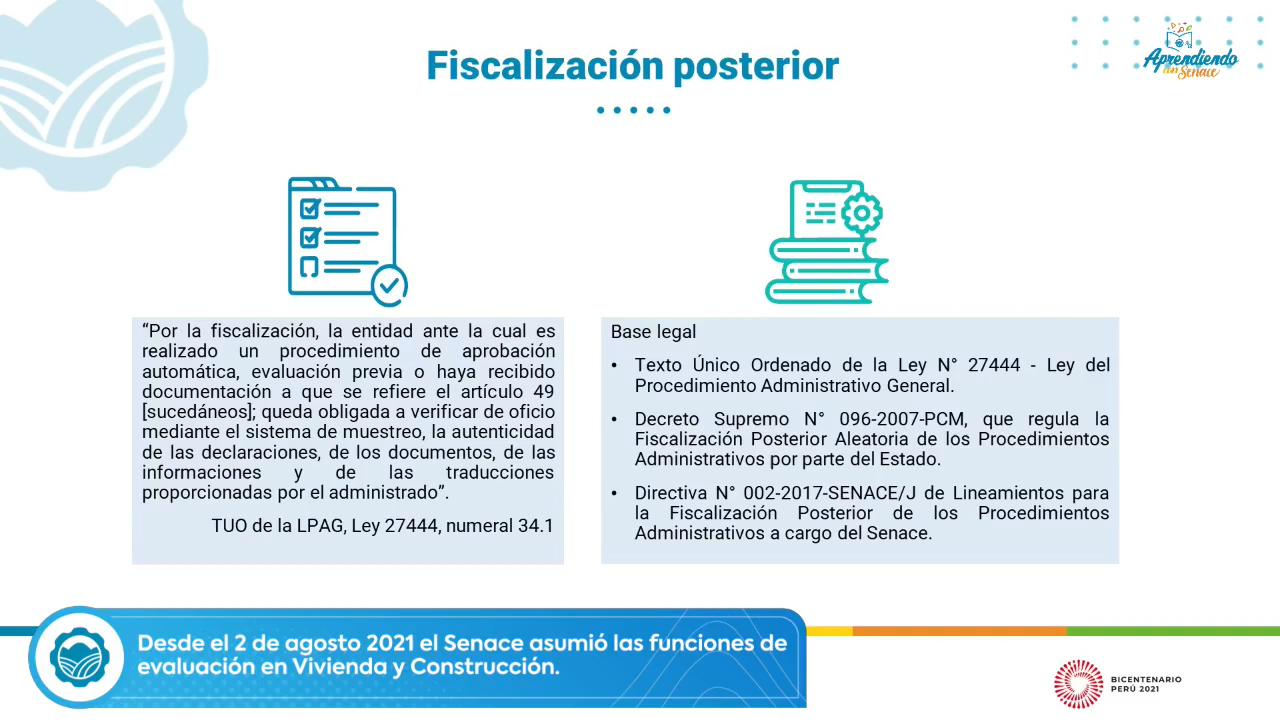 Fiscalización posterior
Aprendiendo
con Senace
“Por la fiscalización, la entidad ante la cual es
realizado un procedimiento de aprobación
automática, evaluación previa o haya recibido
documentación a que se refiere el artículo 49
[sucedáneos]; queda obligada a verificar de oficio
mediante el sistema de muestreo, la autenticidad
de las declaraciones, de los documentos, de las
informaciones y de las traducciones
proporcionadas por el administrado”.
TUO de la LPAG, Ley 27444, numeral 34.1
Base legal
• Texto Único Ordenado de la Ley N° 27444 - Ley del
Procedimiento Administrativo General.
• Decreto Supremo N° 096-2007-PCM, que regula la
Fiscalización Posterior Aleatoria de los Procedimientos
Administrativos por parte del Estado.
• Directiva N° 002-2017-SENACE/J de Lineamientos para
la Fiscalización Posterior de los Procedimientos
Administrativos a cargo del Senace.
Desde el 2 de agosto 2021 el Senace asumió las funciones de
evaluación en Vivienda y Construcción.
BICENTENARIO
PERÚ 2021